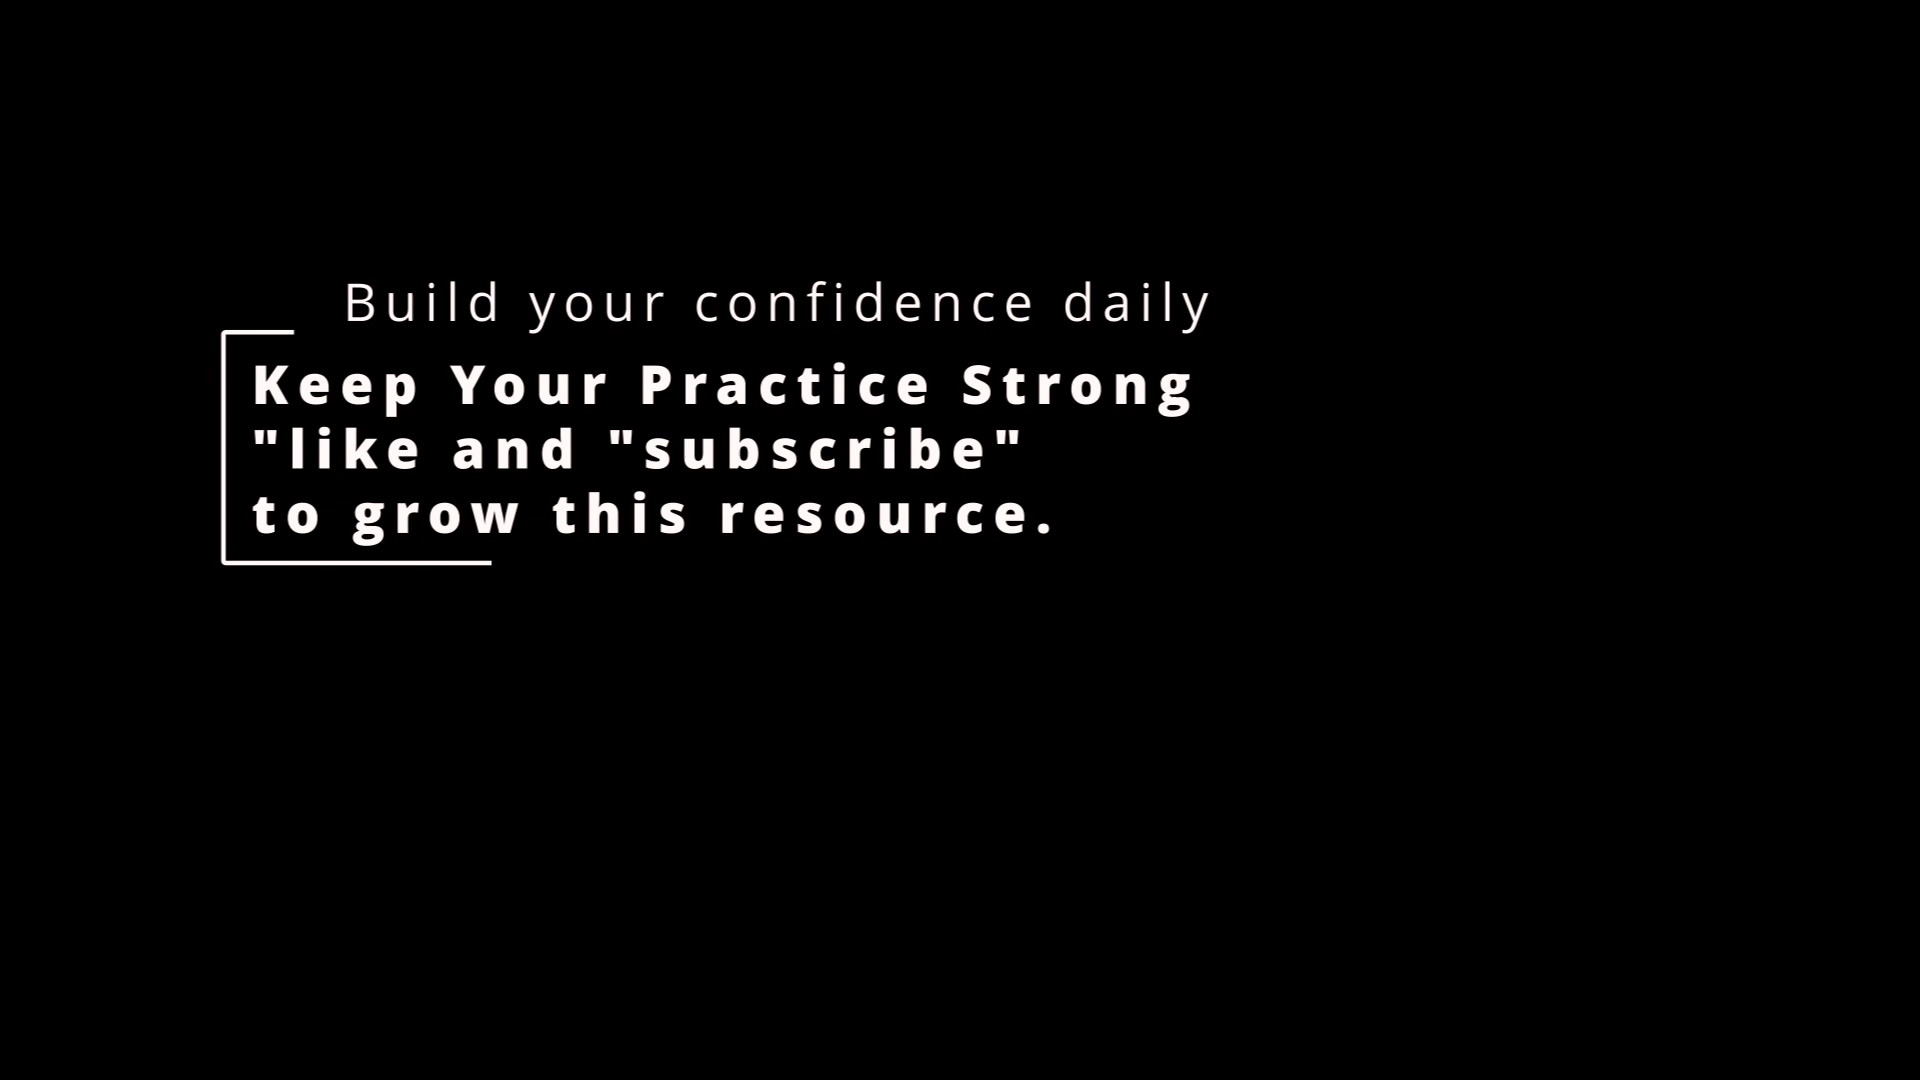 Build your confidence daily
Keep Your Practice Strong
"like and "subscribe"
to grow this resource.